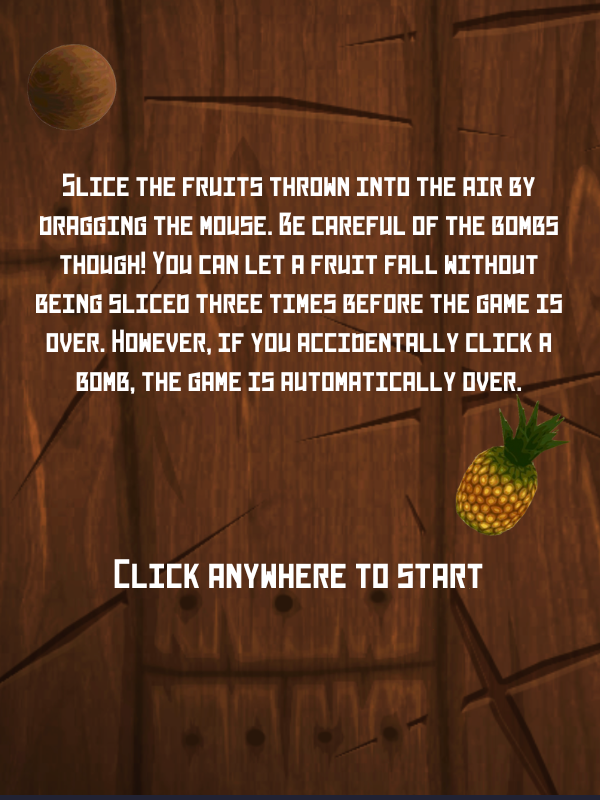 Slice the fruits thrown into the air by
dragging the mouse. Be careful of the bombs
though! You can let a fruit fall without
being sliced three times before the game is
over. However, if you accidentally click a
bomb, the game is automatically over.
Click anywhere to start